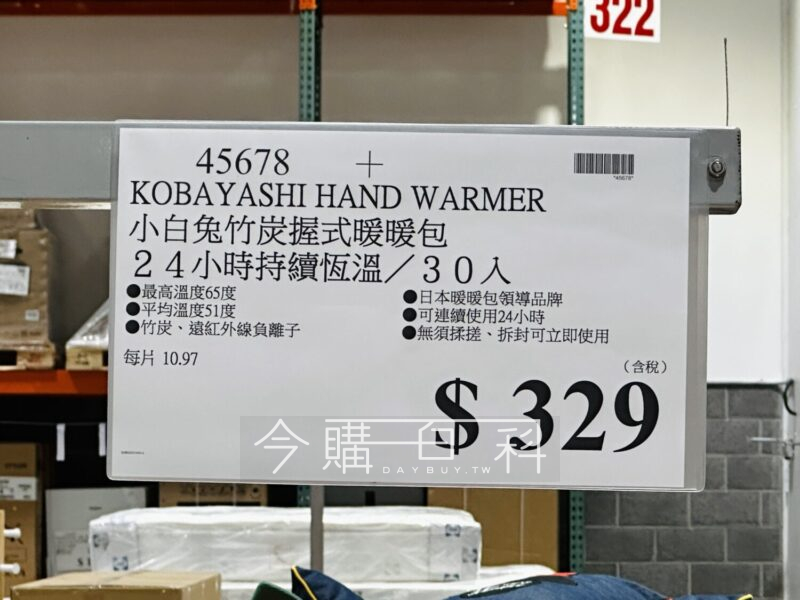 322
45678 +
*45678*
KOBAYASHI HAND WARMER
小白兔竹炭握式暖暖包
24小時持續恆溫/30入
●最高溫度65度
●平均溫度51度
●竹炭、遠紅外線負離子
●日本暖暖包領導品牌
●可連續使用24小時
●無須揉搓、拆封可立即使用
每片 10.97
(含稅)
$ 329
今購百科
DAYBUY.TW